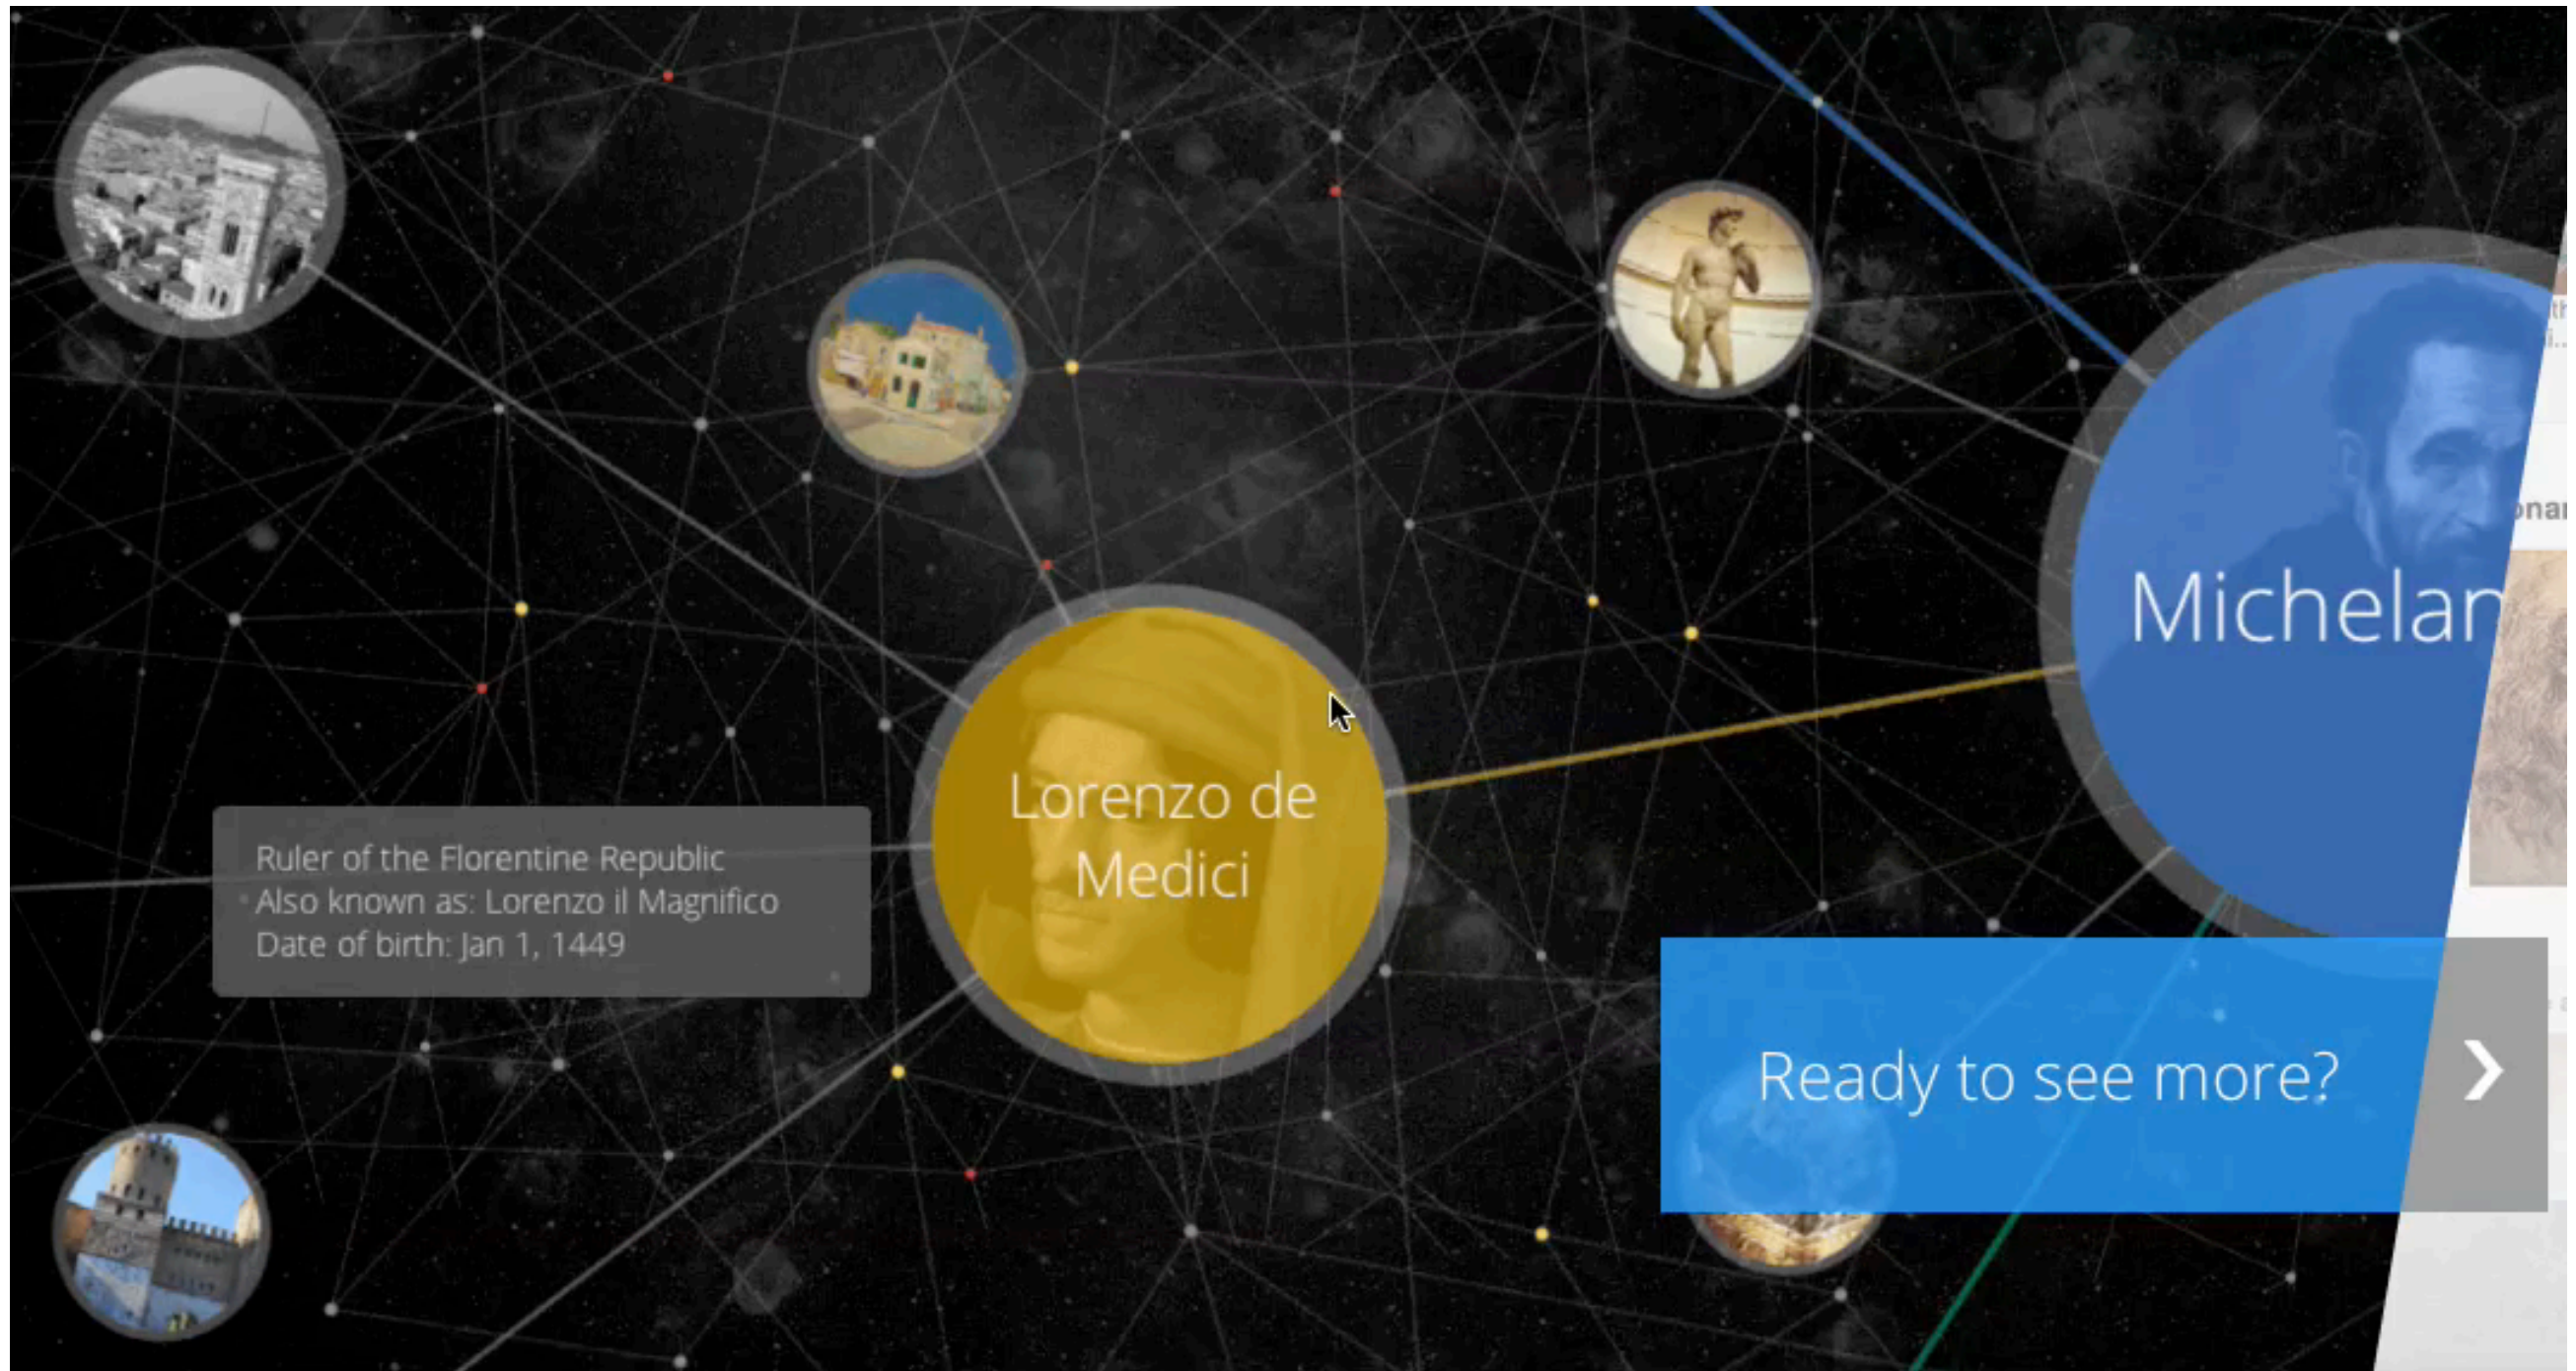 Michelan
Lorenzo de
Medici
Ruler of the Florentine Republic
Also known as: Lorenzo il Magnifico
Date of birth: Jan 1, 1449
Ready to see more?